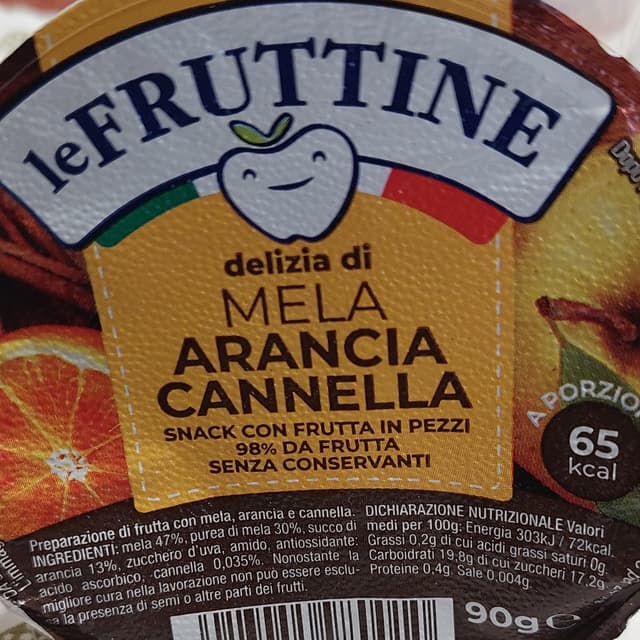 le FRUTTINE
delizia di
MELA
ARANCIA
CANNELLA
SNACK CON FRUTTA IN PEZZI
98% DA FRUTTA
SENZA CONSERVANTI
A PORZIO
65
kcal
Preparazione di frutta con mela, arancia e cannella.
INGREDIENTI: mela 47%, purea di mela 30%, succo di
arancia 13%, zucchero d'uva, amido, antiossidante:
acido ascorbico, cannella 0,035%. Nonostante la
migliore cura nella lavorazione non può essere esclu-
sa la presenza di semi o altre parti dei frutti.
DICHIARAZIONE NUTRIZIONALE Valori
medi per 100g: Energia 303kJ / 72kcal.
Grassi 0,2g di cui acidi grassi saturi 0g.
Carboidrati 19,8g di cui zuccheri 17,2g.
Proteine 0,4g. Sale 0,004g.
90g e